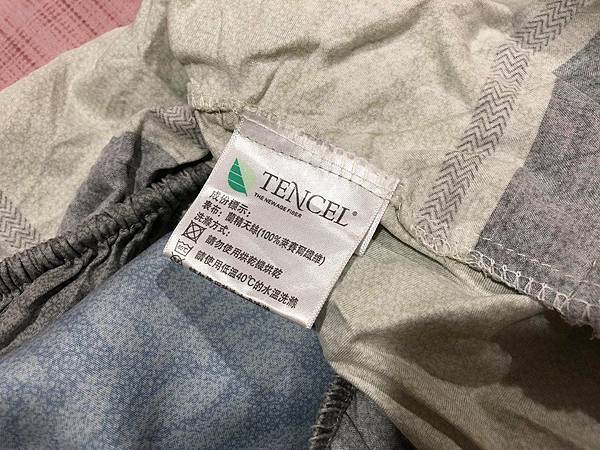 TENCEL®
THE NEW AGE FIBER
成份標示:
表布: 蘭精天絲(100%萊賽爾纖維)
洗滌方式:
請勿使用烘乾機烘乾
請使用低溫40℃的水溫洗滌